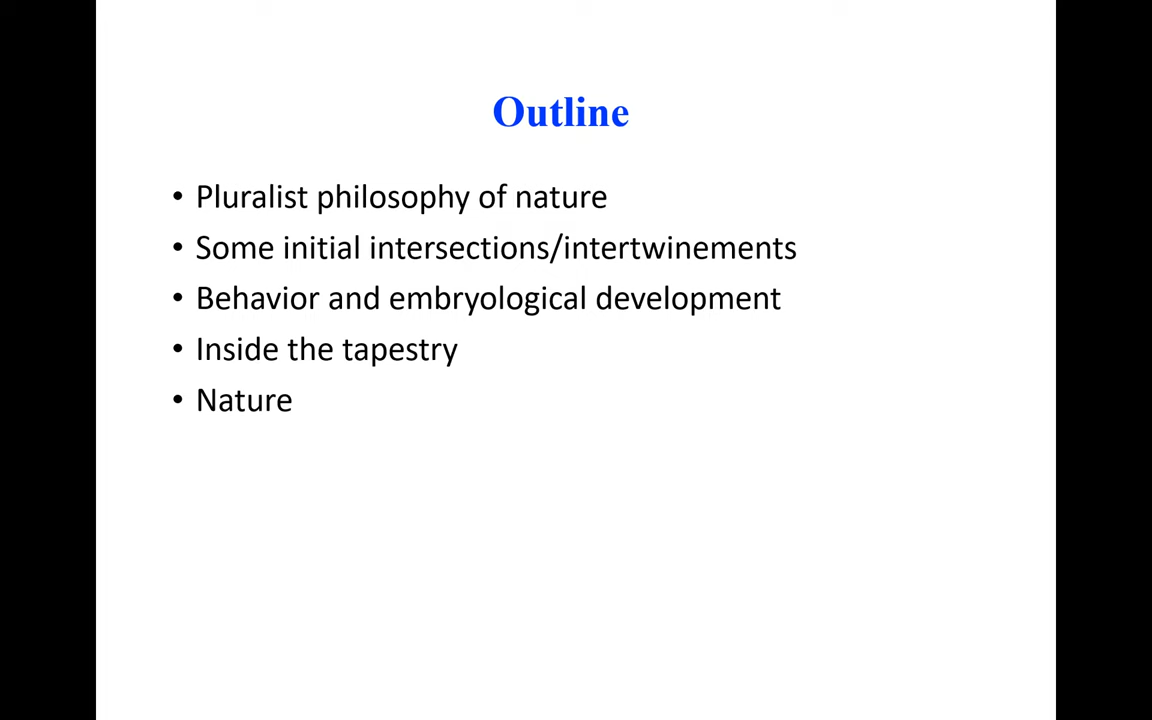 Outline
• Pluralist philosophy of nature
• Some initial intersections/intertwinements
• Behavior and embryological development
• Inside the tapestry
• Nature